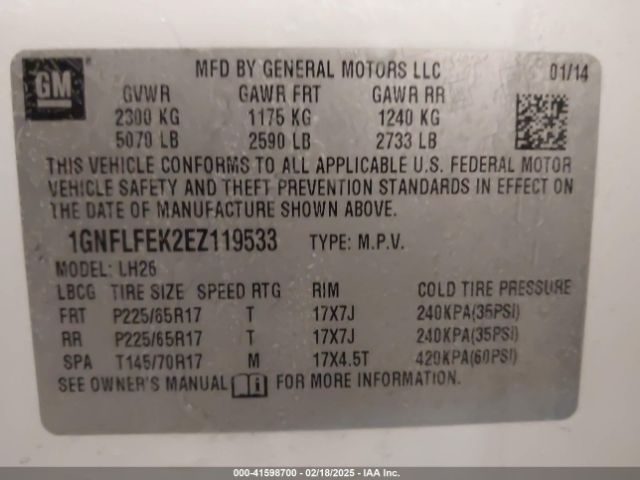 GM
MFD BY GENERAL MOTORS LLC 01/14
GVWR GAWR FRT GAWR RR
2300 KG 1175 KG 1240 KG
5070 LB 2590 LB 2733 LB
THIS VEHICLE CONFORMS TO ALL APPLICABLE U.S. FEDERAL MOTOR
VEHICLE SAFETY AND THEFT PREVENTION STANDARDS IN EFFECT ON
THE DATE OF MANUFACTURE SHOWN ABOVE.
1GNFLFEK2EZ119533 TYPE: M.P.V.
MODEL: LH26
LBCG TIRE SIZE SPEED RTG RIM COLD TIRE PRESSURE
FRT P225/65R17 T 17X7J 240KPA(35PSI)
RR P225/65R17 T 17X7J 240KPA(35PSI)
SPA T145/70R17 M 17X4.5T 420KPA(60PSI)
SEE OWNER'S MANUAL FOR MORE INFORMATION.
000-41598700 - 02/18/2025 - IAAI.com